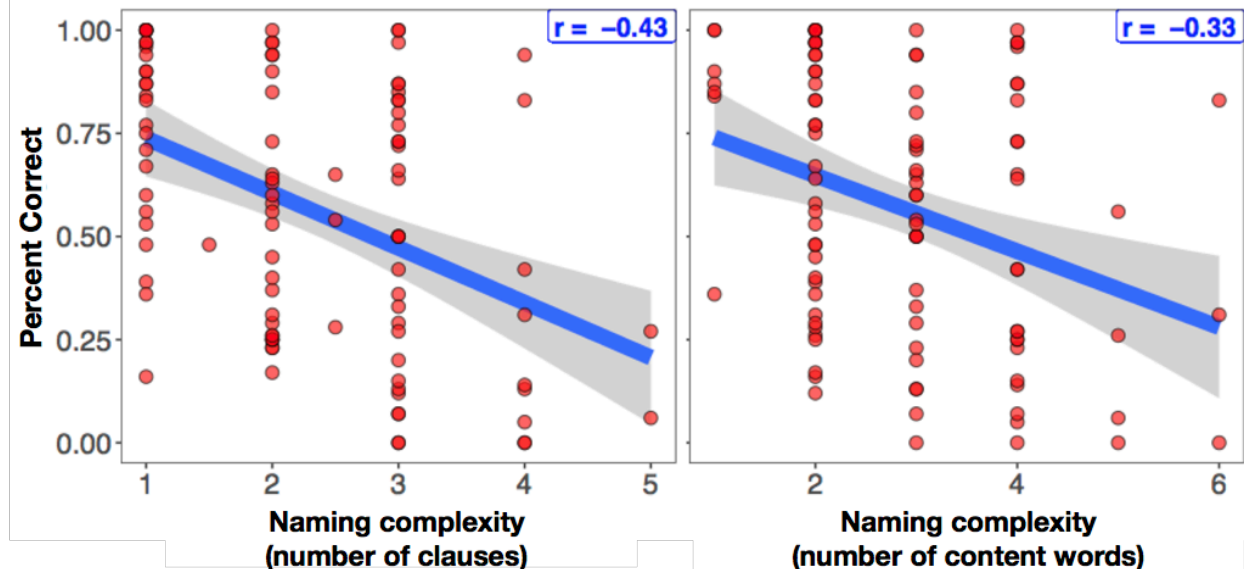 r = −0.43
r = −0.33
Percent Correct
1.00
0.75
0.50
0.25
0.00
1 2 3 4 5
2 4 6
Naming complexity
(number of clauses)
Naming complexity
(number of content words)